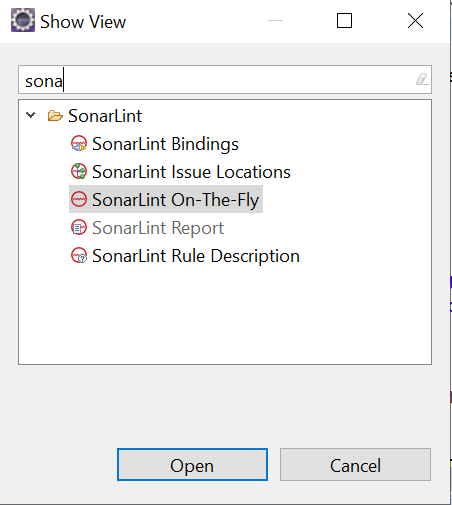 Show View
sona
SonarLint
SonarLint Bindings
SonarLint Issue Locations
SonarLint On-The-Fly
SonarLint Report
SonarLint Rule Description
Open
Cancel